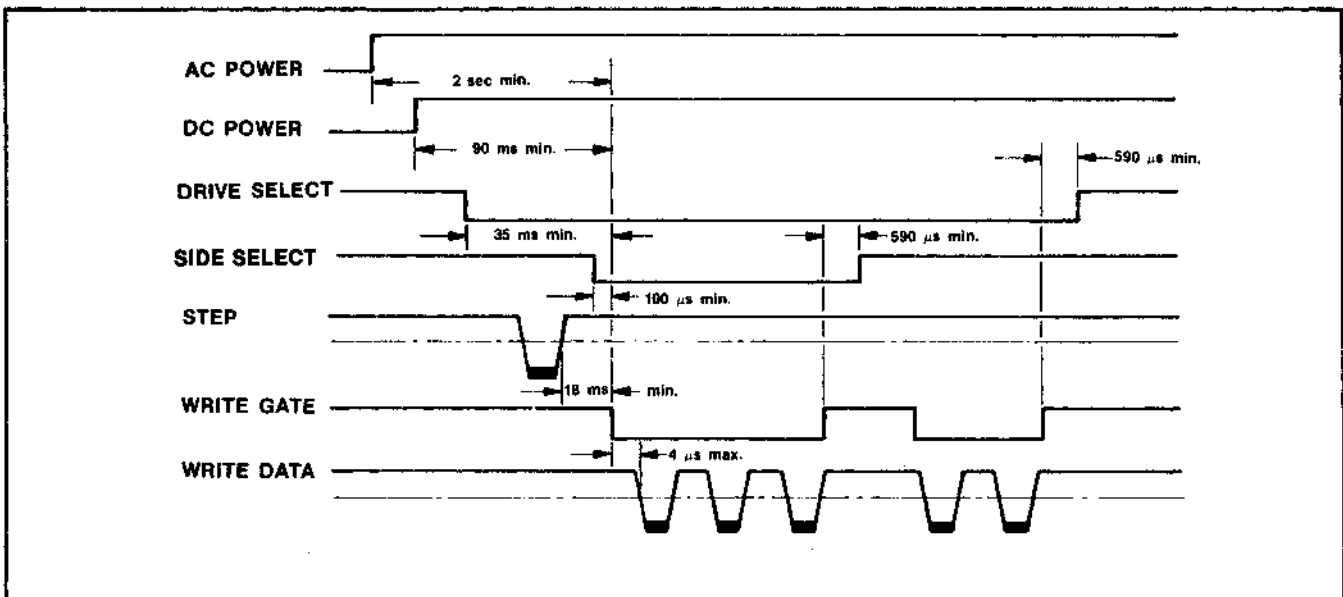 AC POWER
2 sec min.
DC POWER
90 ms min.
590 μs min.
DRIVE SELECT
35 ms min.
590 μs min.
SIDE SELECT
100 μs min.
STEP
18 ms min.
WRITE GATE
4 μs max.
WRITE DATA